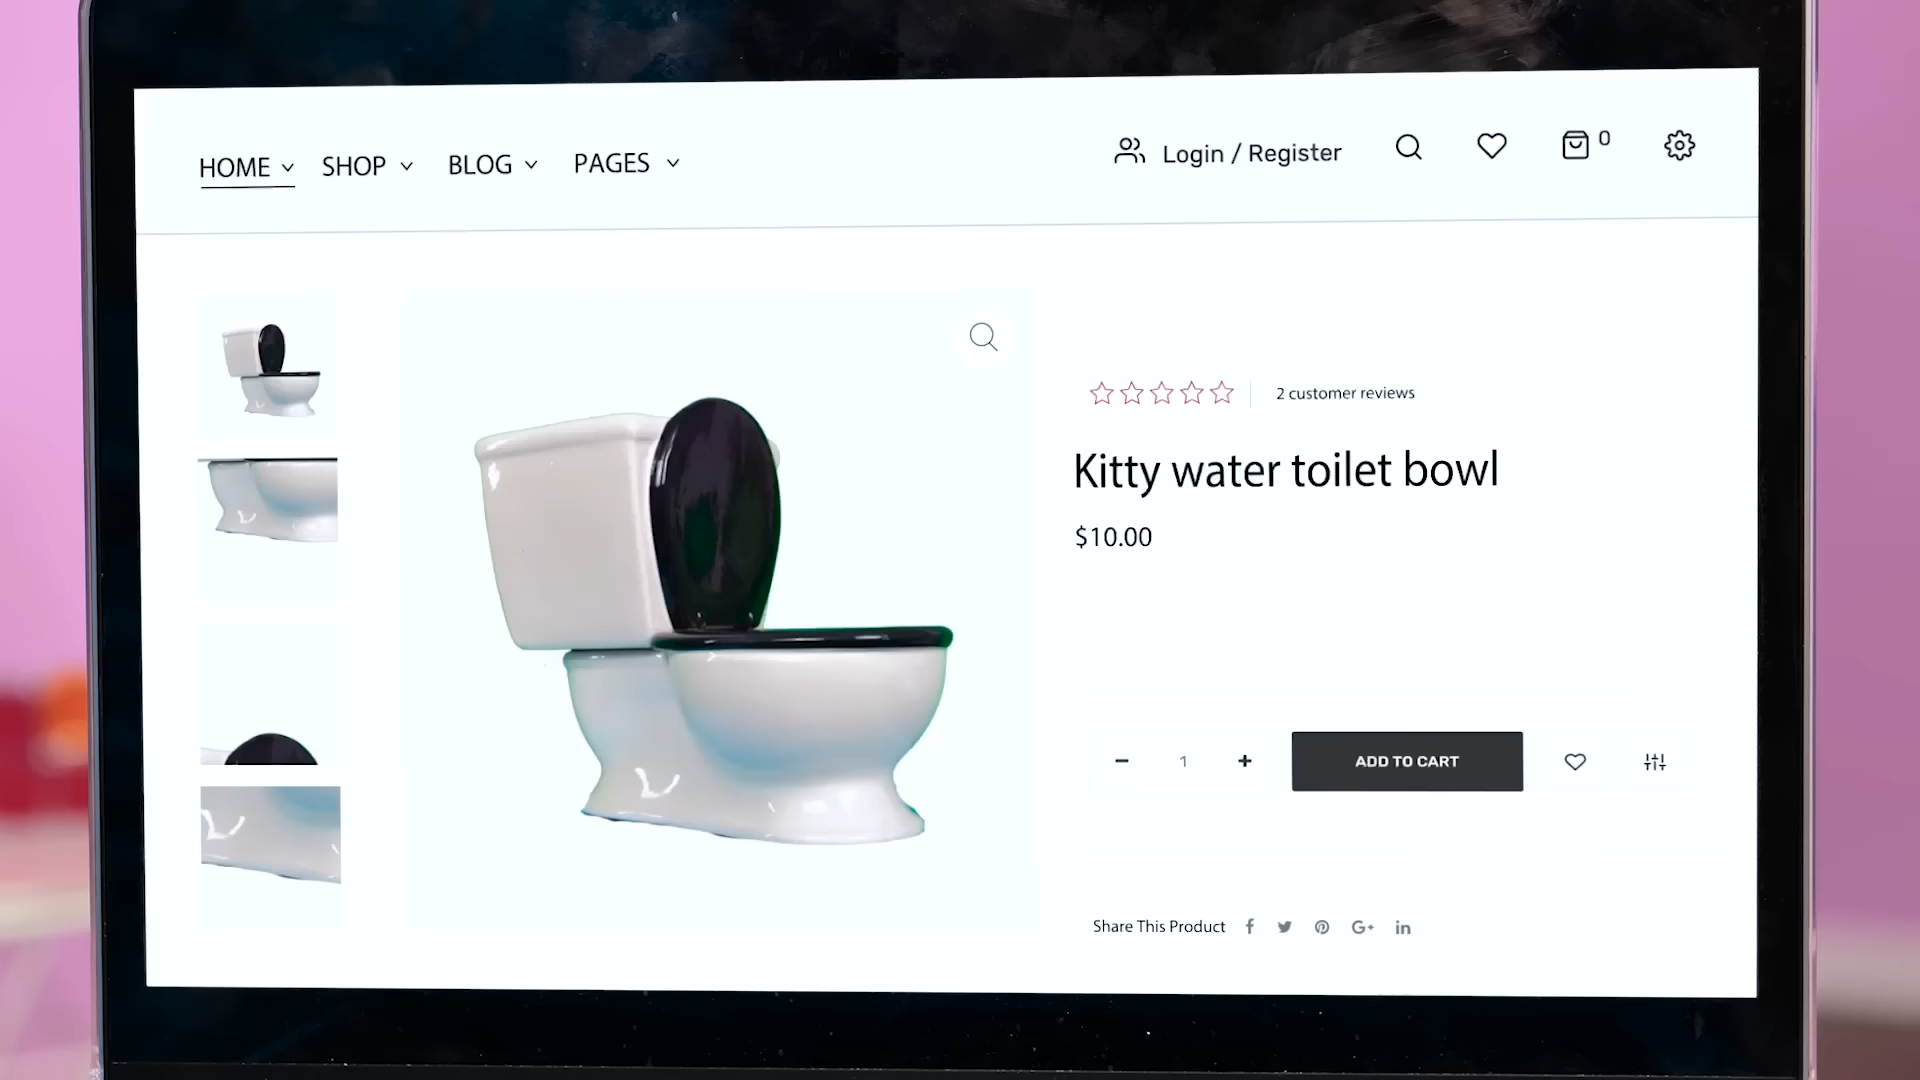 HOME SHOP BLOG PAGES
Login / Register
0
2 customer reviews
Kitty water toilet bowl
$10.00
1
ADD TO CART
Share This Product